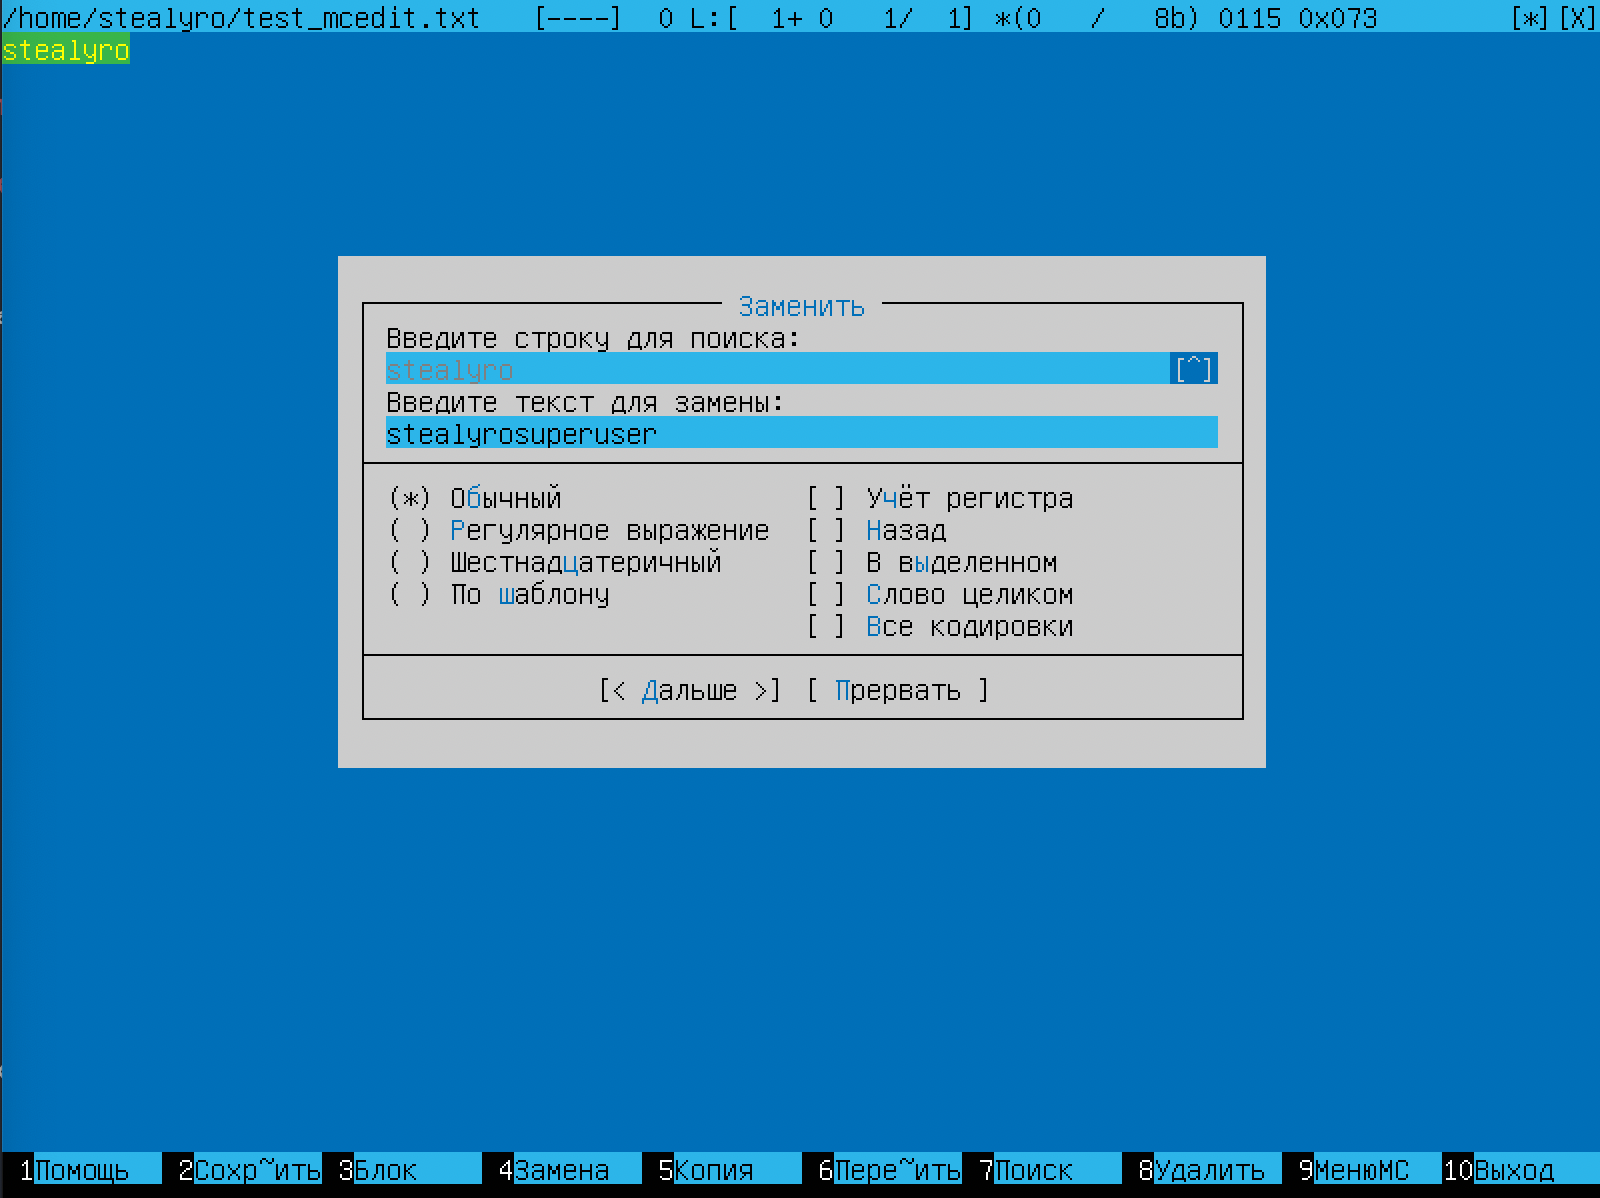 /home/stealyro/test_mcedit.txt [----] 0 L:[ 1+ 0 1/ 1] *(0 / 8b) 0115 0x073 [*][X]
stealyro
Заменить
Введите строку для поиска:
stealyro [^]
Введите текст для замены:
stealyrosuperuser
(*) Обычный [ ] Учёт регистра
( ) Регулярное выражение [ ] Назад
( ) Шестнадцатеричный [ ] В выделенном
( ) По шаблону [ ] Слово целиком
[ ] Все кодировки
[< Дальше >] [ Прервать ]
1Помощь 2Сохр~ить 3Блок 4Замена 5Копия 6Пере~ить 7Поиск 8Удалить 9МенюМС 10Выход